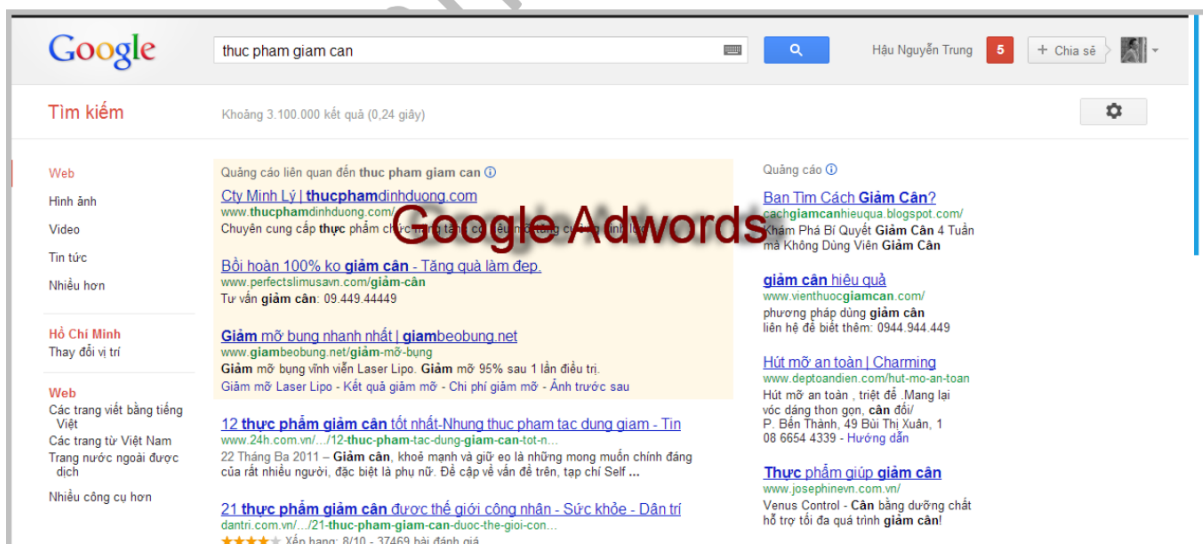 Google
thuc pham giam can
Hậu Nguyễn Trung
5
+ Chia sẻ
Tìm kiếm
Khoảng 3.100.000 kết quả (0,24 giây)
Web
Hình ảnh
Video
Tin tức
Nhiều hơn
Hồ Chí Minh
Thay đổi vị trí
Web
Các trang viết bằng tiếng
Việt
Các trang từ Việt Nam
Trang nước ngoài được
dịch
Nhiều công cụ hơn
Quảng cáo liên quan đến thuc pham giam can
Cty Minh Lý | thucphamdinhduong.com
www.thucphamdinhduong.com/
Chuyên cung cấp thực phẩm chức năng tăng
Google Adwords
Bồi hoàn 100% ko giảm cân - Tăng quà làm đẹp.
www.perfectslimusavn.com/giảm-cân
Tư vấn giảm cân: 09.449.44449
Giảm mỡ bung nhanh nhất | giambeobung.net
www.giambeobung.net/giảm-mỡ-bụng
Giảm mỡ bụng vĩnh viễn Laser Lipo. Giảm mỡ 95% sau 1 lần điều trị.
Giảm mỡ Laser Lipo - Kết quả giảm mỡ - Chi phí giảm mỡ - Ảnh trước sau
12 thực phẩm giảm cân tốt nhất-Nhung thuc pham tac dung giam - Tin
www.24h.com.vn/.../12-thuc-pham-tac-dung-giam-can-tot-n...
22 Tháng Ba 2011 – Giảm cân, khoẻ mạnh và giữ eo là những mong muốn chính đáng
của rất nhiều người, đặc biệt là phụ nữ. Đề cập về vấn đề trên, tạp chí Self ...
21 thực phẩm giảm cân được thế giới công nhân - Sức khỏe - Dân trí
dantri.com.vn/.../21-thuc-pham-giam-can-duoc-the-gioi-con...
Xếp hạng: 8/10 - 37469 bài đánh giá
Quảng cáo
Bạn Tìm Cách Giảm Cân?
cachgiamcanhieuqua.blogspot.com/
Khám Phá Bí Quyết Giảm Cân 4 Tuần
mà Không Dùng Viên Giảm Cân
giảm cân hiệu quả
www.vienthuocgiamcan.com/
phương pháp dùng giảm cân
liên hệ để biết thêm: 0944.944.449
Hút mỡ an toàn | Charming
www.deptoandien.com/hut-mo-an-toan
Hút mỡ an toàn , triệt để .Mang lại
vóc dáng thon gọn, cân đối/
P. Bến Thành, 49 Bùi Thị Xuân, 1
08 6654 4339 - Hướng dẫn
Thực phẩm giúp giảm cân
www.josephinevn.com.vn/
Venus Control - Cân bằng dưỡng chất
hỗ trợ tối đa quá trình giảm cân!